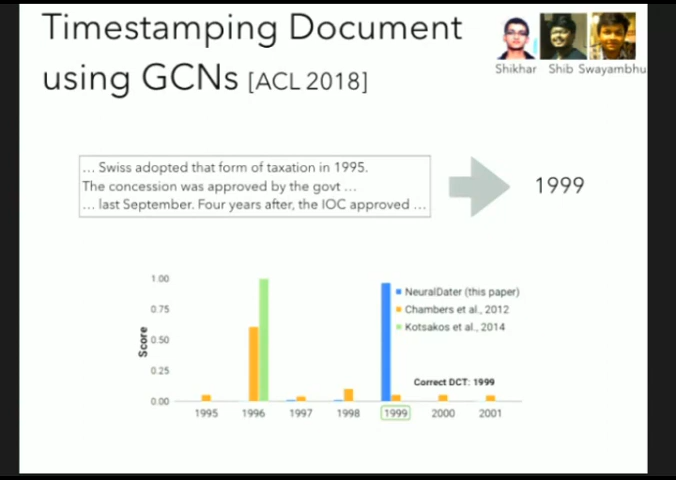 Timestamping Document
using GCNs [ACL 2018]
Shikhar Shib Swayambhu
... Swiss adopted that form of taxation in 1995.
The concession was approved by the govt ...
... last September. Four years after, the IOC approved ...
1999
1.00
0.75
0.50
0.25
0.00
Score
NeuralDater (this paper)
Chambers et al., 2012
Kotsakos et al., 2014
Correct DCT: 1999
1995 1996 1997 1998 1999 2000 2001